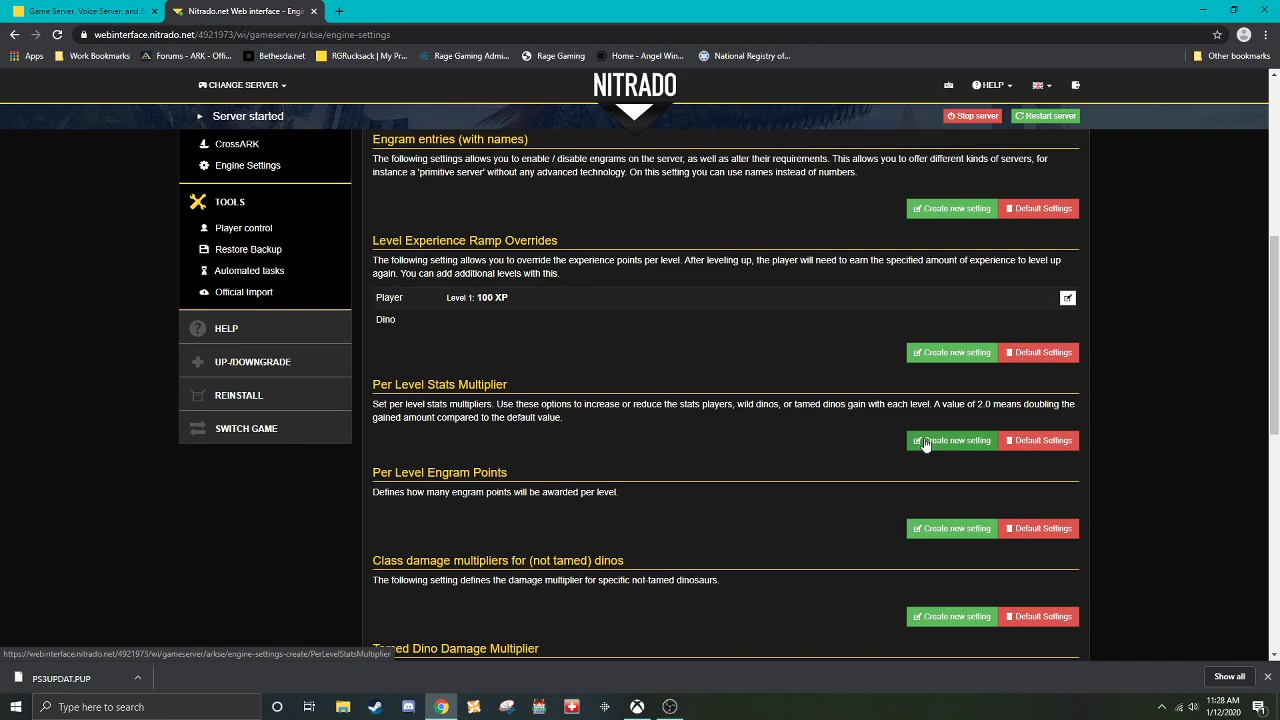 Game Server, Voice Server, and
Nitrado.net Web interface - Engi
webinterface.nitrado.net/4921973/wi/gameserver/arkse/engine-settings
Apps
Work Bookmarks
Forums - ARK - Offi...
Bethesda.net
RGRucksack | My Pr...
Rage Gaming Admi...
Rage Gaming
Home - Angel Win...
National Registry of...
Other bookmarks
CHANGE SERVER
NITRADO
HELP
Server started
Stop server
Restart server
CrossARK
Engine Settings
TOOLS
Player control
Restore Backup
Automated tasks
Official Import
HELP
UP-/DOWNGRADE
REINSTALL
SWITCH GAME
Engram entries (with names)
The following settings allows you to enable / disable engrams on the server, as well as alter their requirements. This allows you to offer different kinds of servers, for
instance a 'primitive server' without any advanced technology. On this setting you can use names instead of numbers.
Create new setting
Default Settings
Level Experience Ramp Overrides
The following setting allows you to override the experience points per level. After leveling up, the player will need to earn the specified amount of experience to level up
again. You can add additional levels with this.
Player Level 1: 100 XP
Dino
Create new setting
Default Settings
Per Level Stats Multiplier
Set per level stats multipliers. Use these options to increase or reduce the stats players, wild dinos, or tamed dinos gain with each level. A value of 2.0 means doubling the
gained amount compared to the default value.
Create new setting
Default Settings
Per Level Engram Points
Defines how many engram points will be awarded per level.
Create new setting
Default Settings
Class damage multipliers for (not tamed) dinos
The following setting defines the damage multiplier for specific not-tamed dinosaurs.
Create new setting
Default Settings
Tamed Dino Damage Multiplier
https://webinterface.nitrado.net/4921973/wi/gameserver/arkse/engine-settings-create/PerLevelStatsMultiplier
PS3UPDAT.PUP
Show all
Type here to search
11:28 AM
1/12/2020